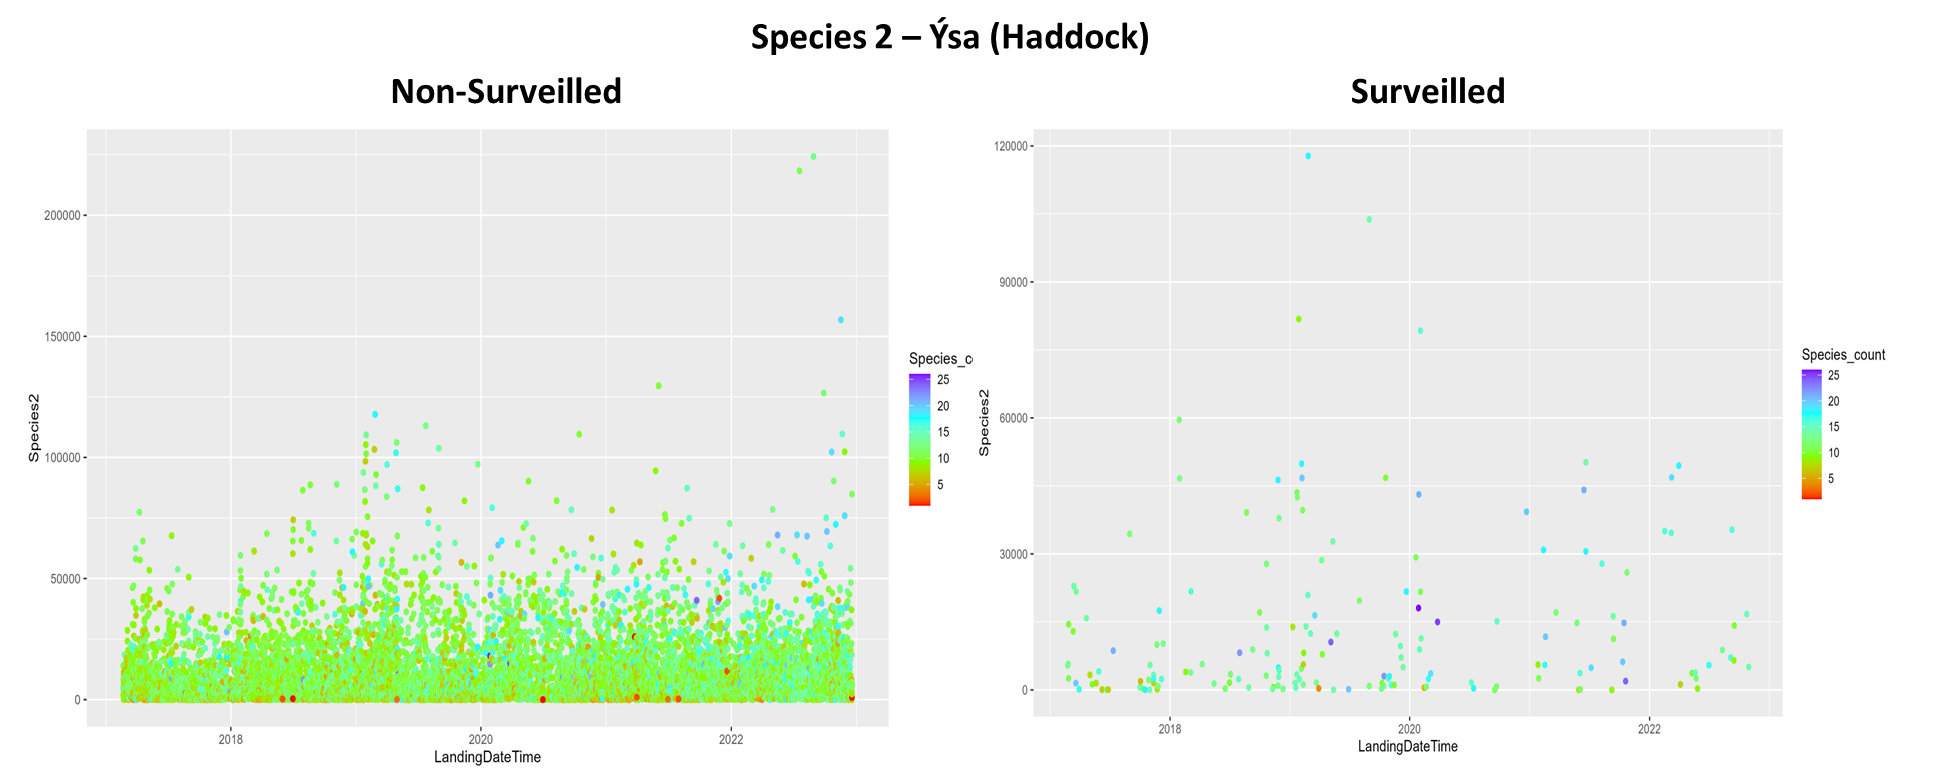 Species 2 – Ýsa (Haddock)
Non-Surveilled
Surveilled
Species2
200000
150000
100000
50000
0
2018
2020
2022
LandingDateTime
Species_co
25
20
15
10
5
Species2
120000
90000
60000
30000
0
2018
2020
2022
LandingDateTime
Species_count
25
20
15
10
5